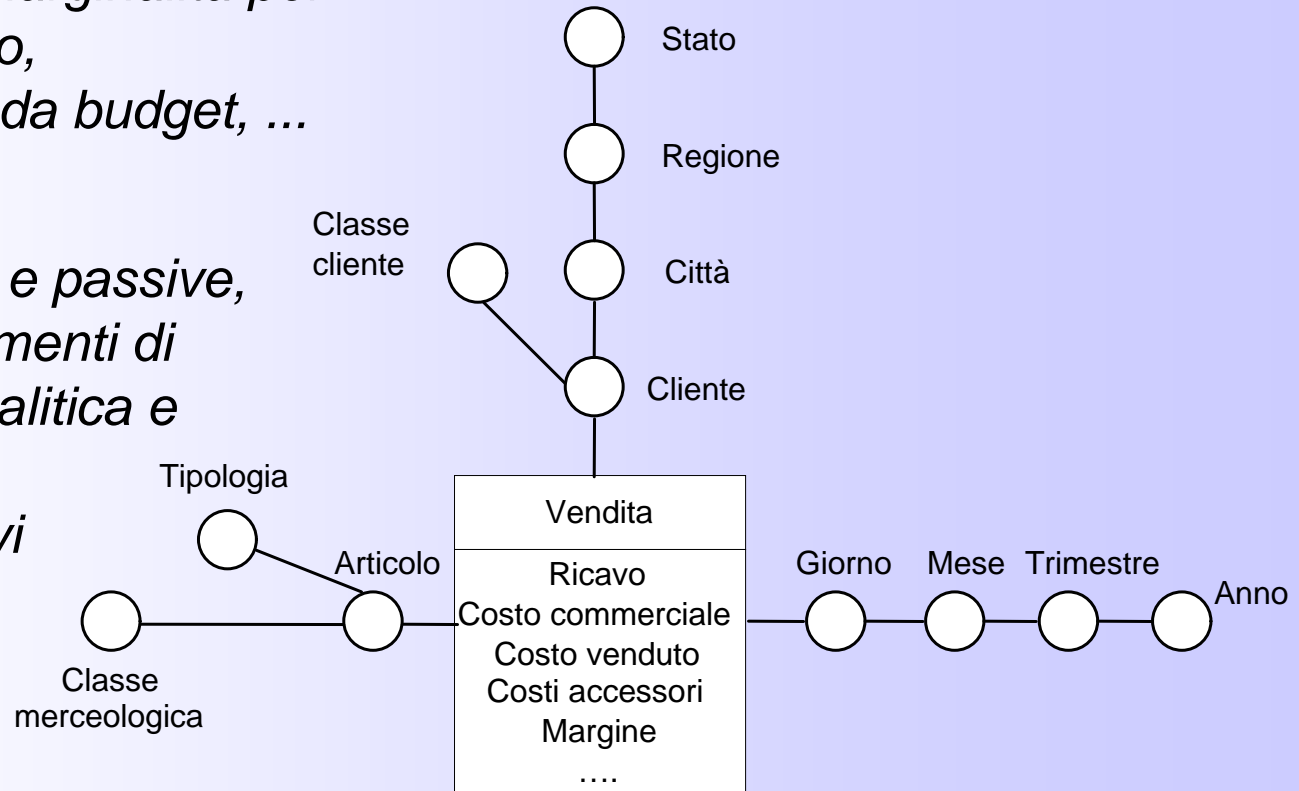 o,
da budget, ...
e passive,
menti di
alitica e
vi
Stato
Regione
Classe
cliente
Città
Cliente
Tipologia
Articolo
Classe
merceologica
Vendita
Ricavo
Costo commerciale
Costo venduto
Costi accessori
Margine
....
Giorno Mese Trimestre
Anno